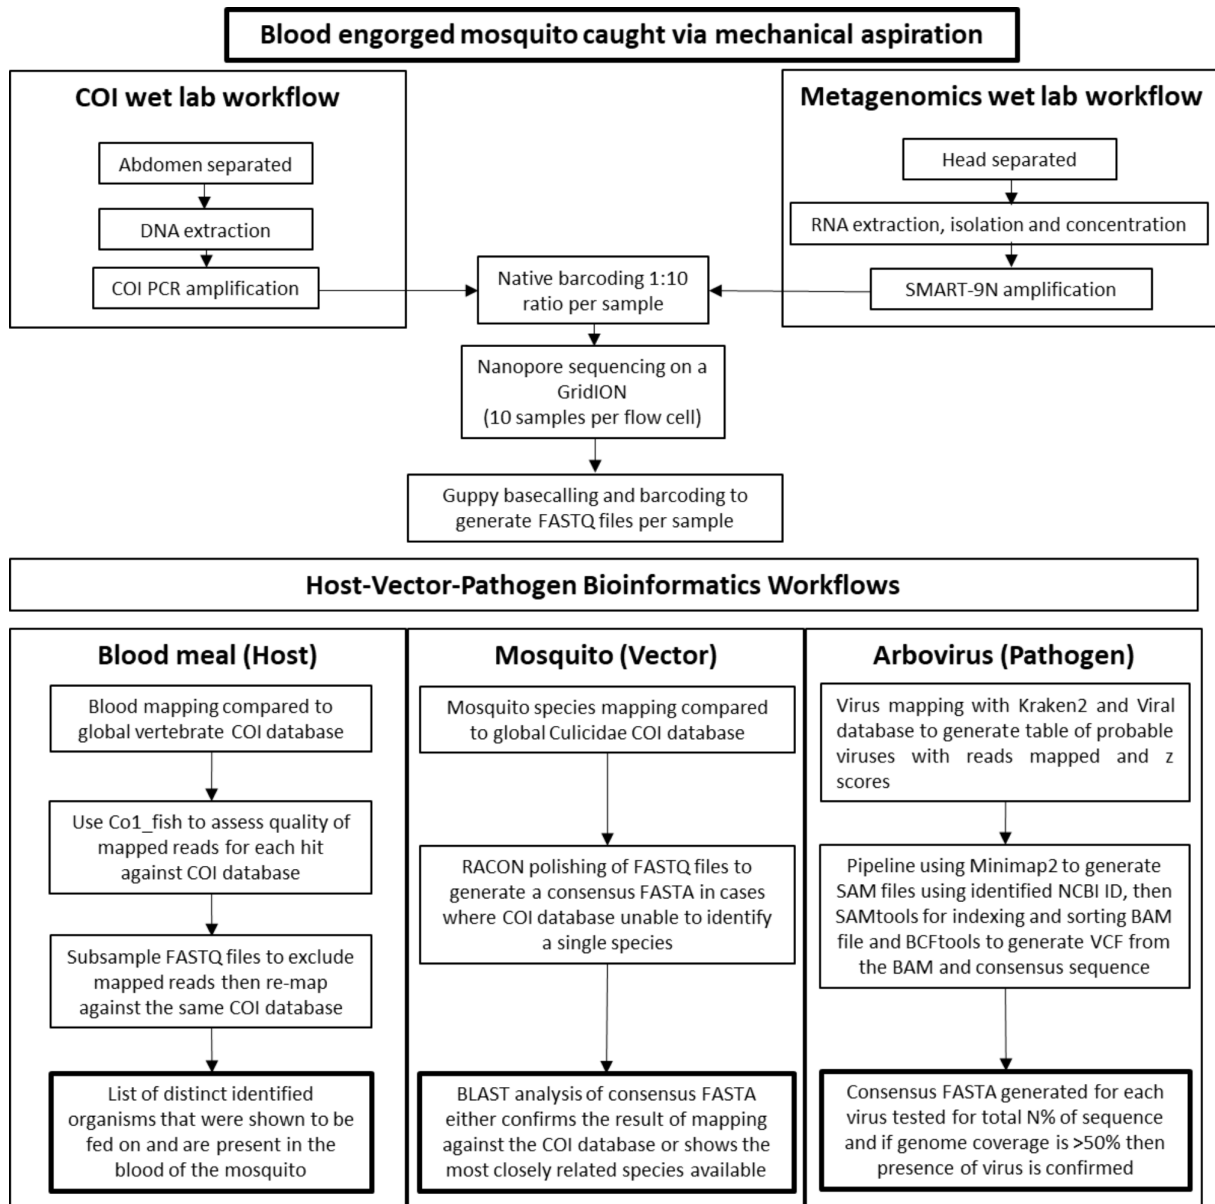 Blood engorged mosquito caught via mechanical aspiration
COI wet lab workflow
Abdomen separated
DNA extraction
COI PCR amplification
Metagenomics wet lab workflow
Head separated
RNA extraction, isolation and concentration
SMART-9N amplification
Native barcoding 1:10
ratio per sample
Nanopore sequencing on a
GridION
(10 samples per flow cell)
Guppy basecalling and barcoding to
generate FASTQ files per sample
Host-Vector-Pathogen Bioinformatics Workflows
Blood meal (Host)
Blood mapping compared to
global vertebrate COI database
Use Co1_fish to assess quality of
mapped reads for each hit
against COI database
Subsample FASTQ files to exclude
mapped reads then re-map
against the same COI database
List of distinct identified
organisms that were shown to be
fed on and are present in the
blood of the mosquito
Mosquito (Vector)
Mosquito species mapping compared
to global Culicidae COI database
RACON polishing of FASTQ files to
generate a consensus FASTA in cases
where COI database unable to identify
a single species
BLAST analysis of consensus FASTA
either confirms the result of mapping
against the COI database or shows the
most closely related species available
Arbovirus (Pathogen)
Virus mapping with Kraken2 and Viral
database to generate table of probable
viruses with reads mapped and z
scores
Pipeline using Minimap2 to generate
SAM files using identified NCBI ID, then
SAMtools for indexing and sorting BAM
file and BCFtools to generate VCF from
the BAM and consensus sequence
Consensus FASTA generated for each
virus tested for total N% of sequence
and if genome coverage is >50% then
presence of virus is confirmed